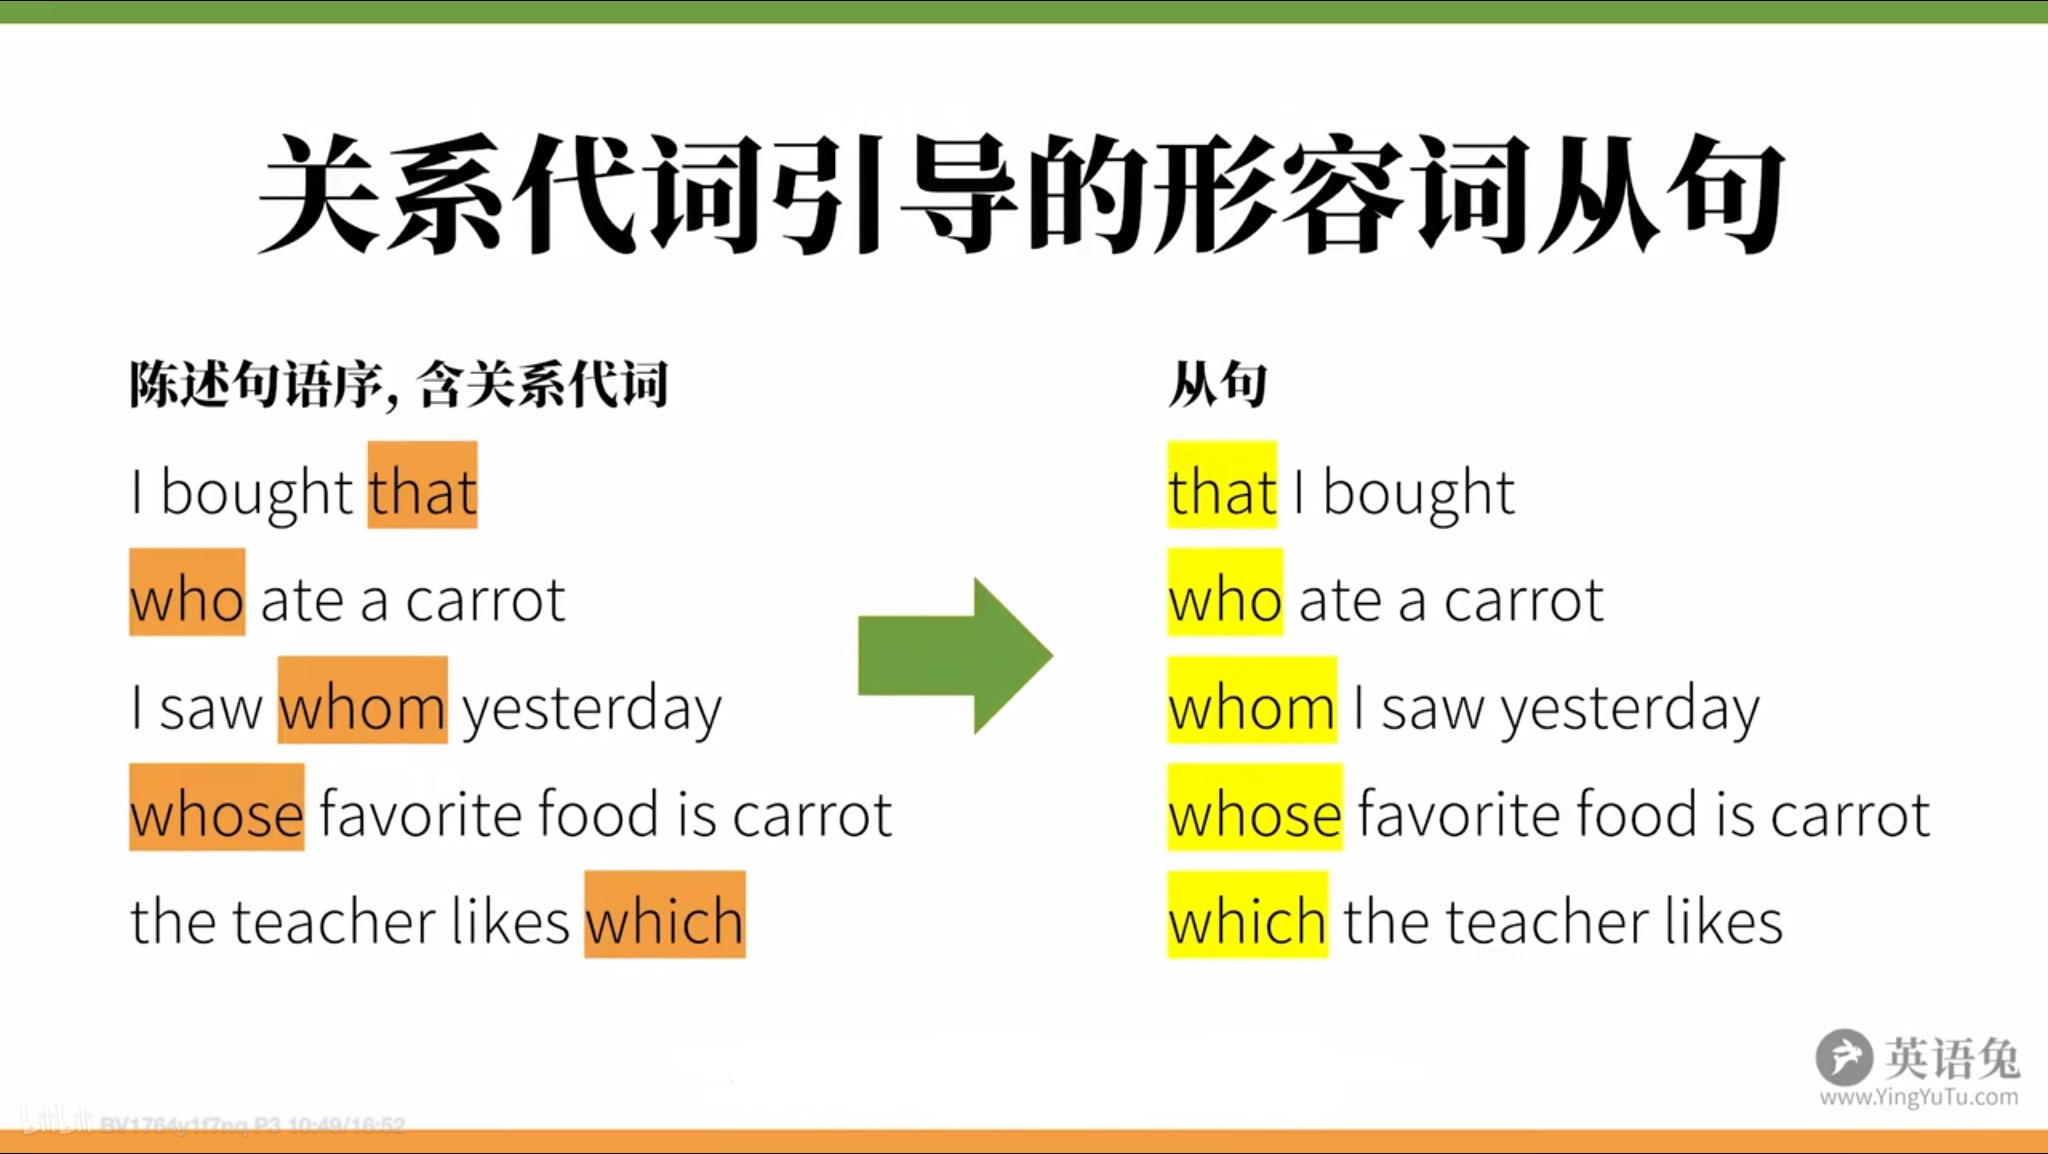 关系代词引导的形容词从句
陈述句语序, 含关系代词
I bought that
who ate a carrot
I saw whom yesterday
whose favorite food is carrot
the teacher likes which
从句
that I bought
who ate a carrot
whom I saw yesterday
whose favorite food is carrot
which the teacher likes
英语兔
www.YingYuTu.com
bilibili BV1764y1f7nq P3 10:49/16:52